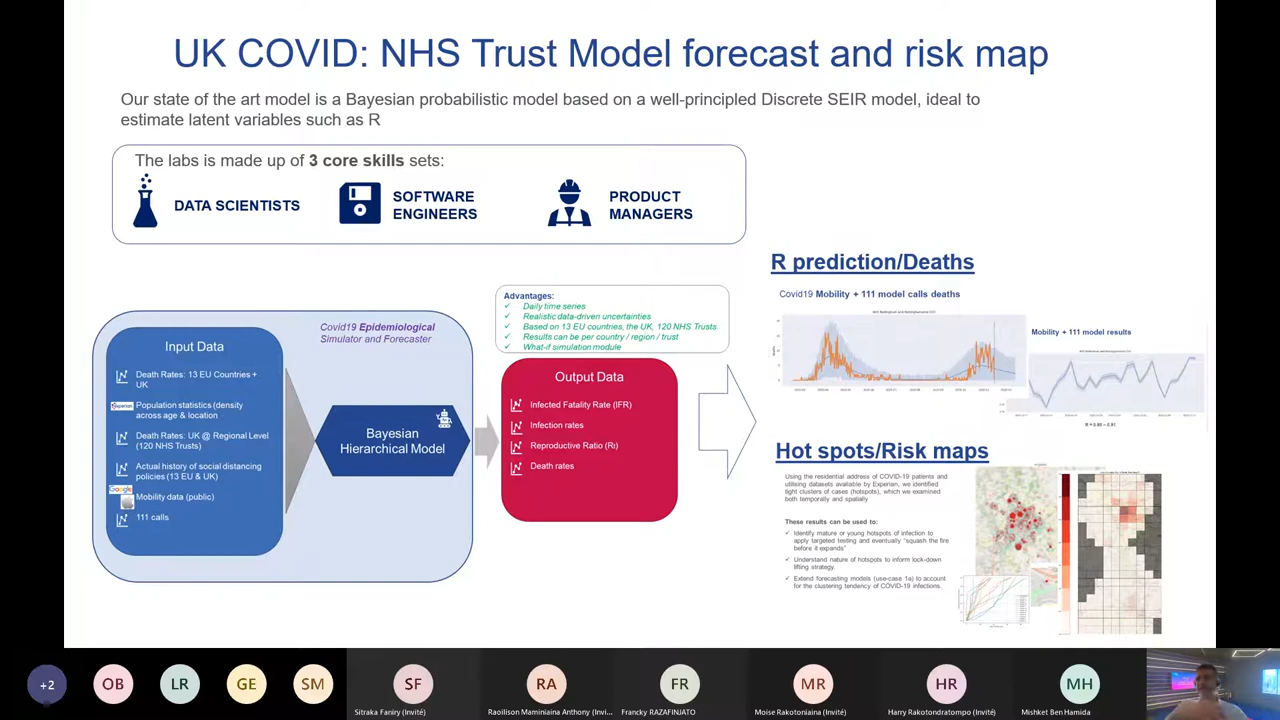 UK COVID: NHS Trust Model forecast and risk map
Our state of the art model is a Bayesian probabilistic model based on a well-principled Discrete SEIR model, ideal to
estimate latent variables such as R
The labs is made up of 3 core skills sets:
DATA SCIENTISTS
SOFTWARE
ENGINEERS
PRODUCT
MANAGERS
Input Data
Death Rates: 13 EU Countries +
UK
Experian
Population statistics (density
across age & location
Death Rates: UK @ Regional Level
(120 NHS Trusts)
Actual history of social distancing
policies (13 EU & UK)
Google
Mobility data (public)
111 calls
Covid19 Epidemiological
Simulator and Forecaster
Bayesian
Hierarchical Model
Advantages:
✓ Daily time series
✓ Realistic data-driven uncertainties
✓ Based on 13 EU countries, the UK, 120 NHS Trusts
✓ Results can be per country / region / trust
✓ What-if simulation module
Output Data
Infected Fatality Rate (IFR)
Infection rates
Reproductive Ratio (Rt)
Death rates
R prediction/Deaths
Covid19 Mobility + 111 model calls deaths
Mobility + 111 model results
R = 0.80 – 0.91
Hot spots/Risk maps
Using the residential address of COVID-19 patients and
utilising datasets available by Experian, we identified
tight clusters of cases (hotspots), which we examined
both temporally and spatially
These results can be used to:
✓ Identify mature or young hotspots of infection to
apply targeted testing and eventually "squash the fire
before it expands"
✓ Understand nature of hotspots to inform lock-down
lifting strategy.
✓ Extend forecasting models (use-case 1a) to account
for the clustering tendency of COVID-19 infections.
+2
OB
LR
GE
SM
SF
Sitraka Faniry (Invité)
RA
Raoilison Maminiaina Anthony (Invi...
FR
Francky RAZAFINJATO
MR
Moise Rakotoniaina (Invité)
HR
Harry Rakotondratompo (Invité)
MH
Mishket Ben Hamida